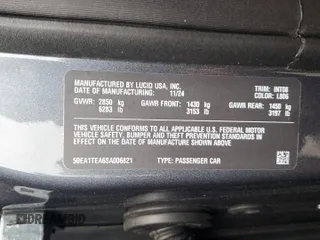 MANUFACTURED BY LUCID USA, INC.
DATE OF MANUFACTURE: 11/24
TRIM: INT08
COLOR: L806
GVWR: 2850 kg GAWR FRONT: 1430 kg GAWR REAR: 1450 kg
6283 lb 3153 lb 3197 lb
THIS VEHICLE CONFORMS TO ALL APPLICABLE U.S. FEDERAL MOTOR
VEHICLE SAFETY, BUMPER AND THEFT PREVENTION STANDARDS
IN EFFECT ON THE DATE OF MANUFACTURE SHOWN ABOVE
50EA1TEA6SA006821 TYPE: PASSENGER CAR
DREAMBID